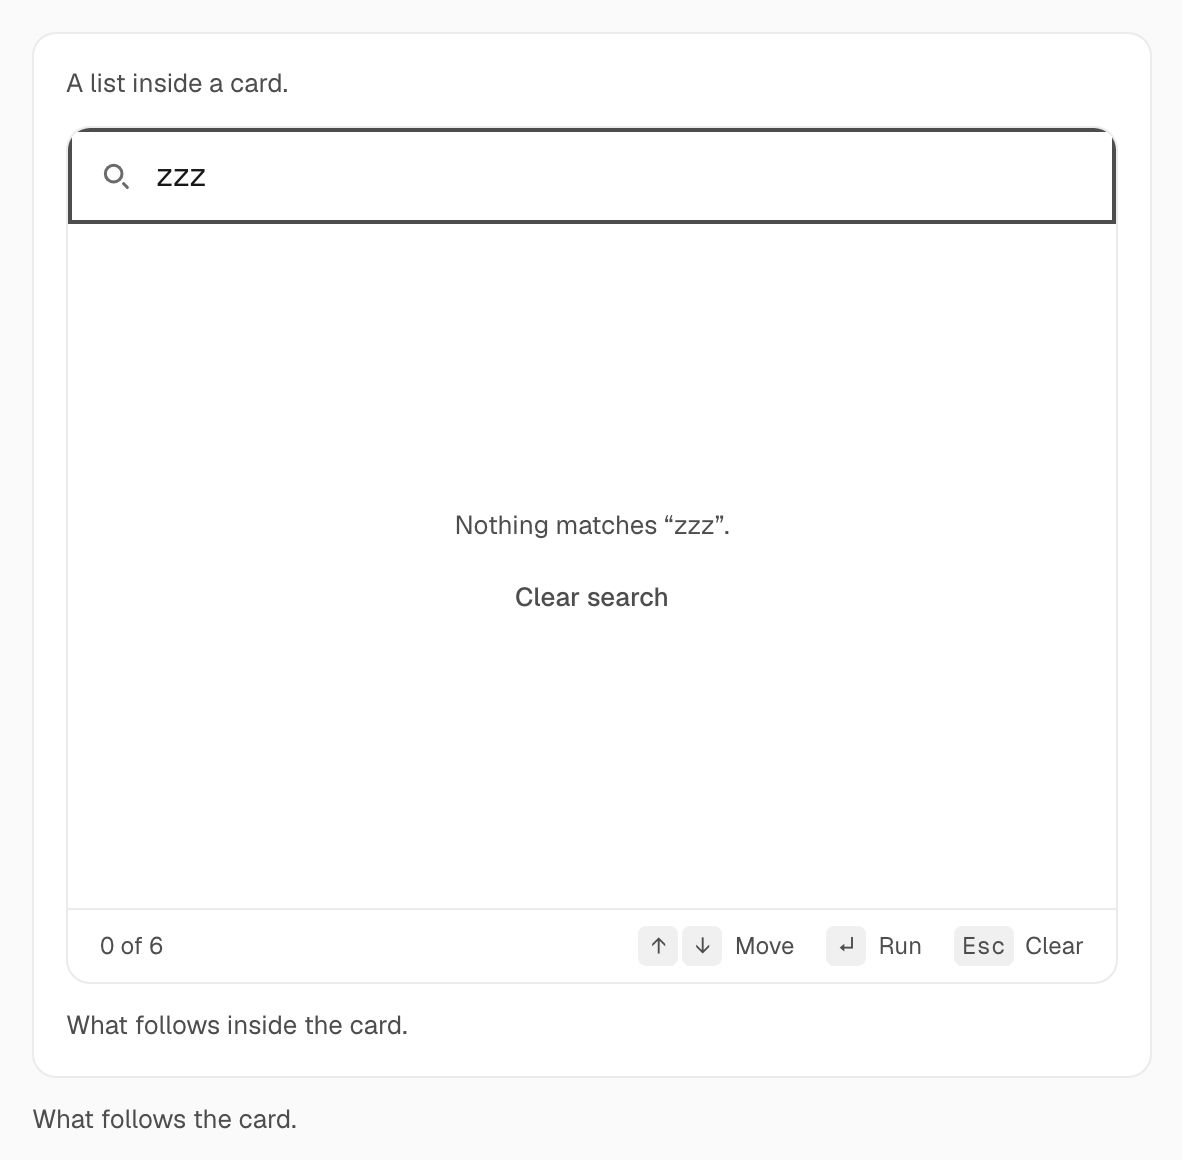 A list inside a card.
zzz
Nothing matches “zzz”.
Clear search
0 of 6 ↑ ↓ Move ↵ Run Esc Clear
What follows inside the card.
What follows the card.